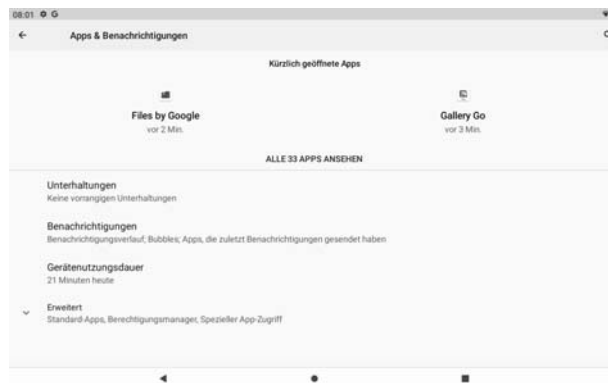 08:01 G
Apps & Benachrichtigungen
Kürzlich geöffnete Apps
Files by Google
vor 2 Min.
Gallery Go
vor 3 Min.
ALLE 33 APPS ANSEHEN
Unterhaltungen
Keine vorrangigen Unterhaltungen
Benachrichtigungen
Benachrichtigungsverlauf; Bubbles; Apps, die zuletzt Benachrichtigungen gesendet haben
Gerätenutzungsdauer
21 Minuten heute
Erweitert
Standard-Apps, Berechtigungsmanager, Spezieller App-Zugriff